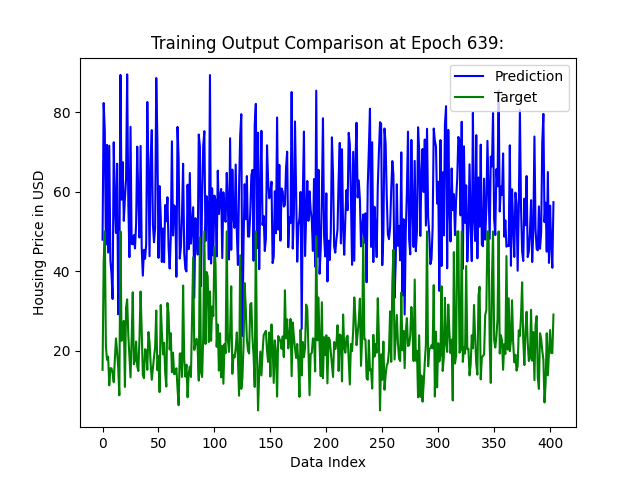 Training Output Comparison at Epoch 639:
Prediction
Target
80
60
40
20
Housing Price in USD
0 50 100 150 200 250 300 350 400
Data Index